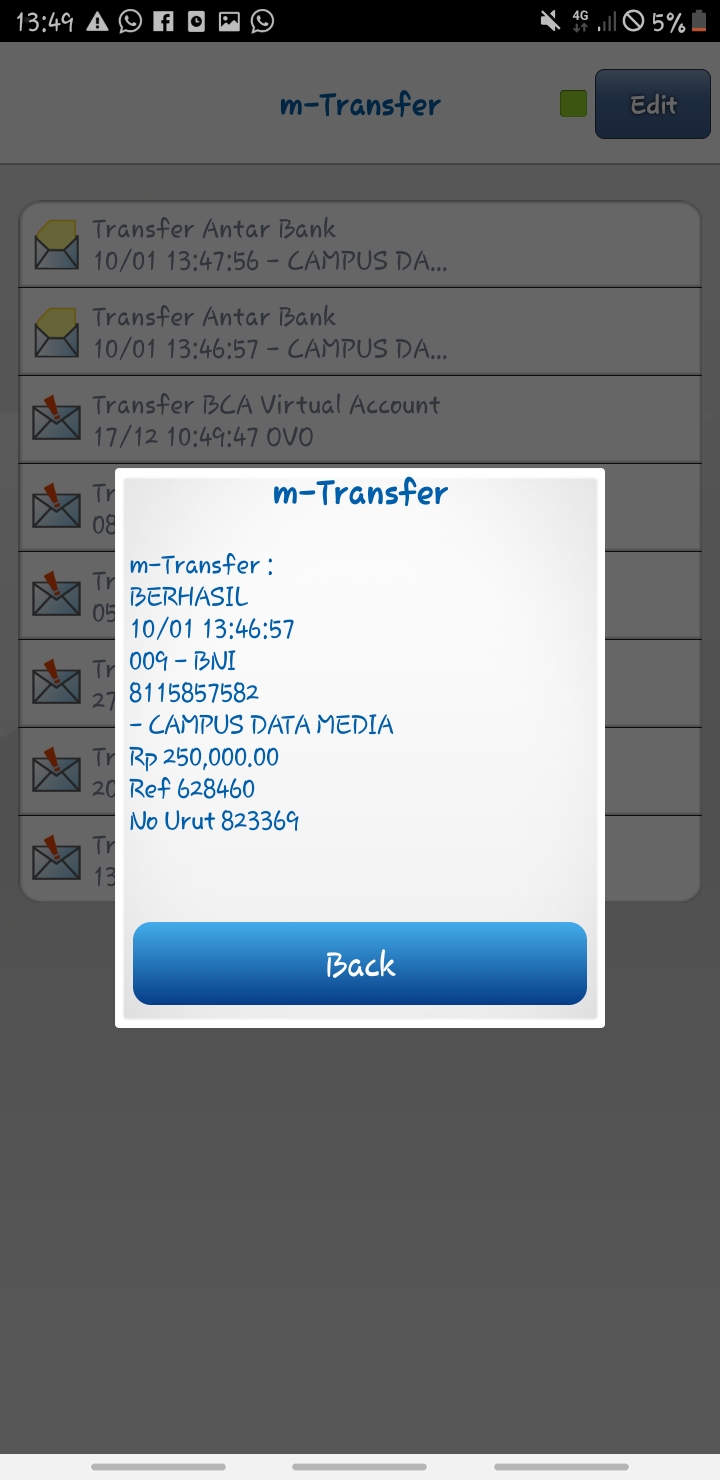 13:49
4G
5%
m-Transfer
Edit
Transfer Antar Bank
10/01 13:47:56 - CAMPUS DA...
Transfer Antar Bank
10/01 13:46:57 - CAMPUS DA...
Transfer BCA Virtual Account
17/12 10:49:47 OVO
Tr
08
Tr
05
Tr
27
Tr
20
Tr
13
m-Transfer
m-Transfer :
BERHASIL
10/01 13:46:57
009 - BNI
8115857582
- CAMPUS DATA MEDIA
Rp 250,000.00
Ref 628460
No Urut 823369
Back